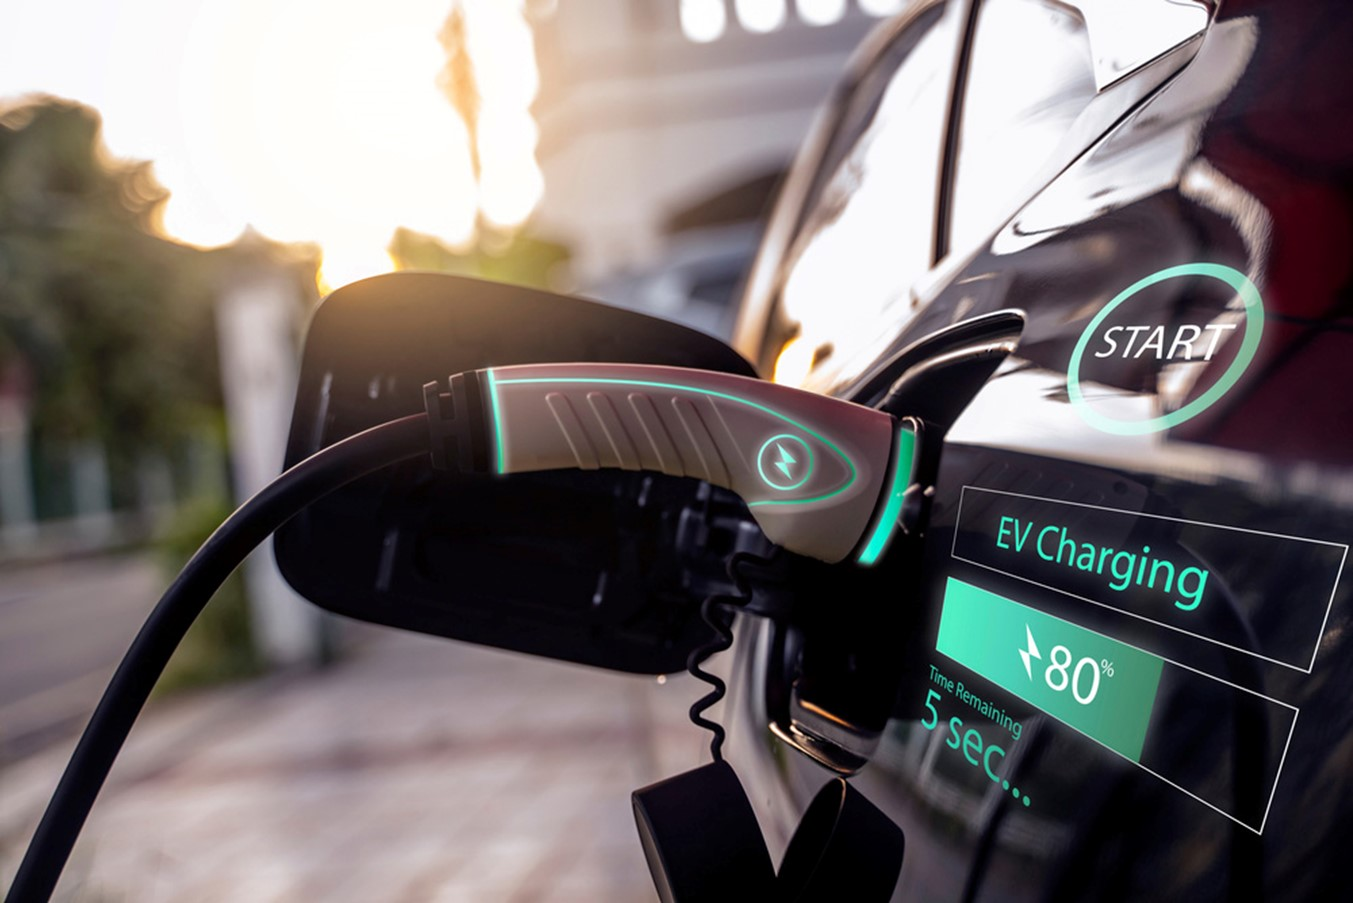 START
EV Charging
80%
Time Remaining
5 sec...